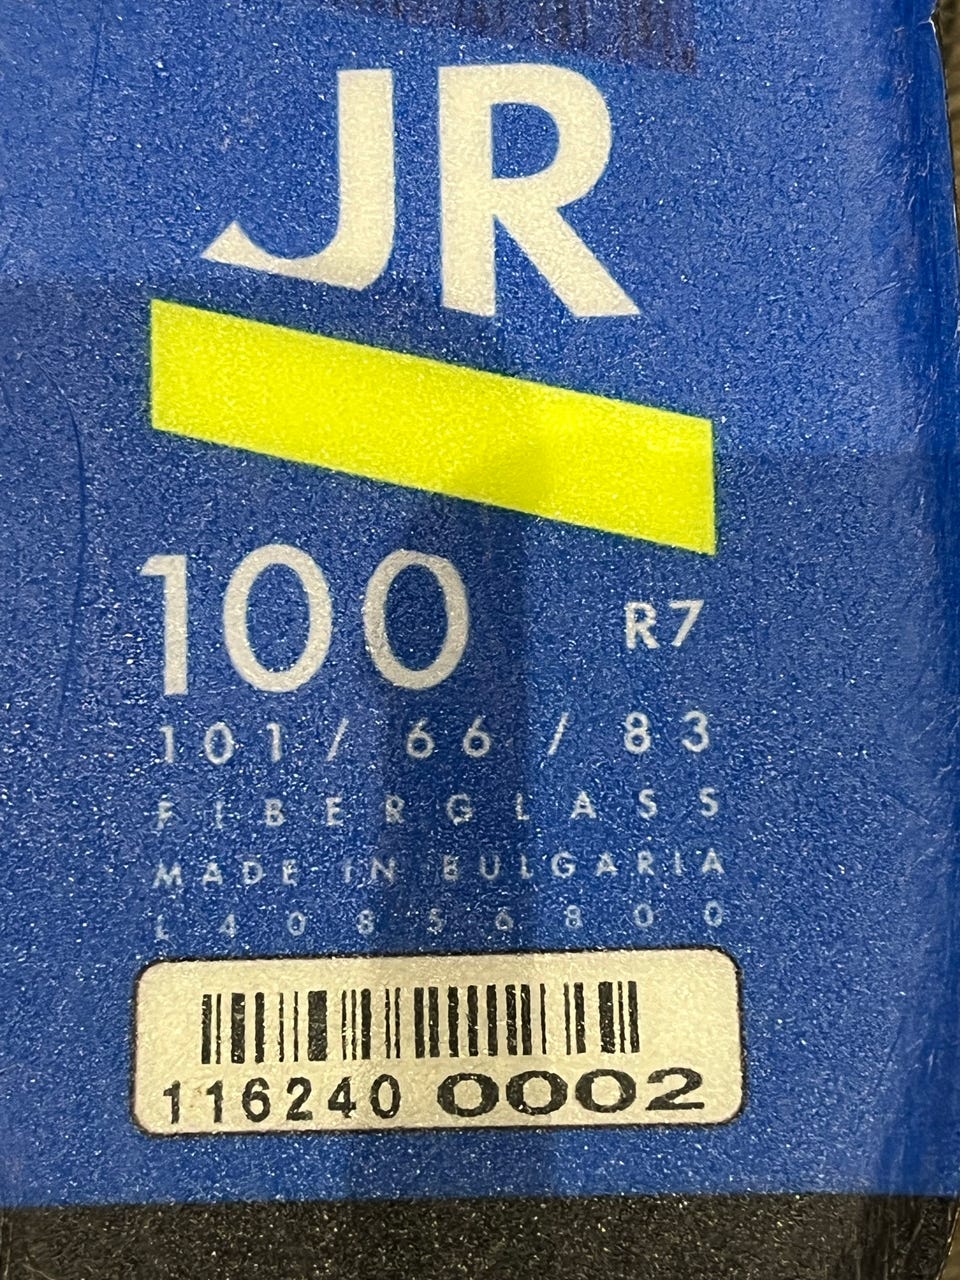 JR
100 R7
101 / 66 / 83
FIBERGLASS
MADE IN BULGARIA
L40856800
116240 0002